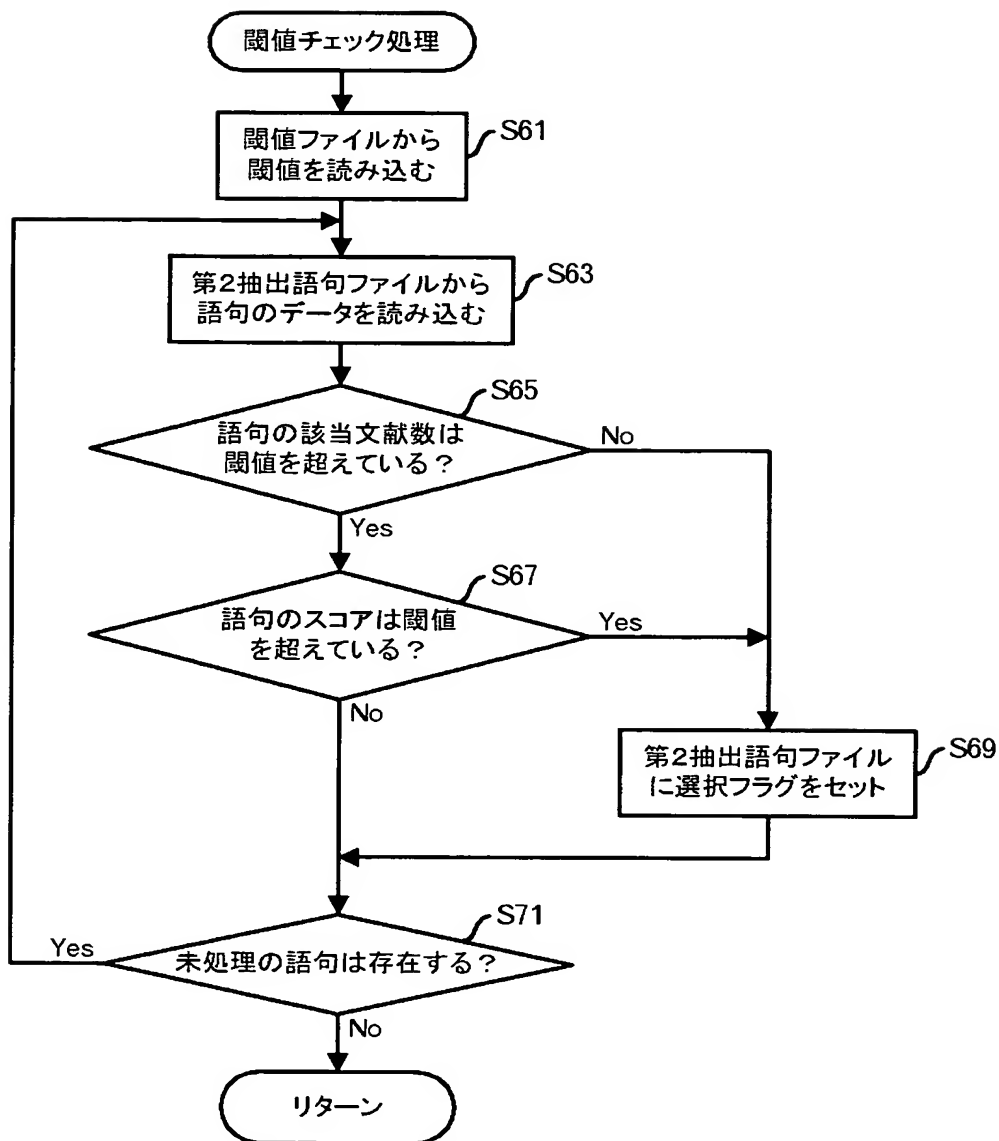 閾値チェック処理
閾値ファイルから
閾値を読み込む
S61
第2抽出語句ファイルから
語句のデータを読み込む
S63
語句の該当文献数は
閾値を超えている?
S65
No
Yes
語句のスコアは閾値
を超えている?
S67
Yes
No
第2抽出語句ファイル
に選択フラグをセット
S69
未処理の語句は存在する?
S71
Yes
No
リターン